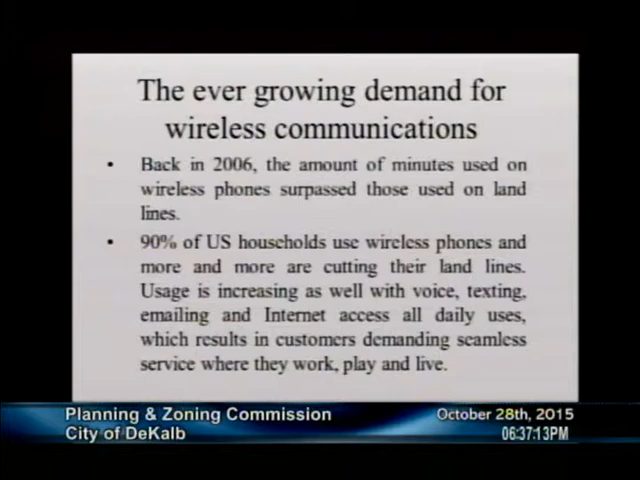 The ever growing demand for
wireless communications
• Back in 2006, the amount of minutes used on
wireless phones surpassed those used on land
lines.
• 90% of US households use wireless phones and
more and more are cutting their land lines.
Usage is increasing as well with voice, texting,
emailing and Internet access all daily uses,
which results in customers demanding seamless
service where they work, play and live.
Planning & Zoning Commission
City of DeKalb
October 28th, 2015
06:37:13PM